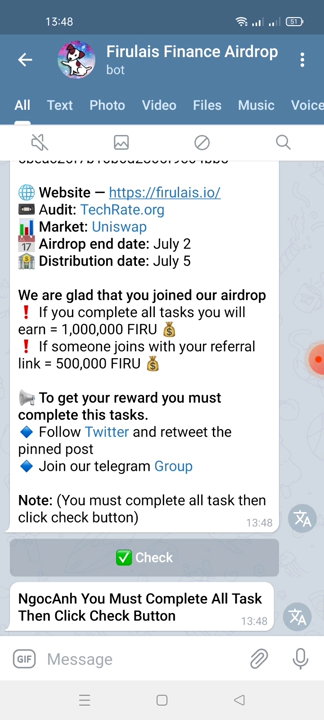 13:48
51
Firulais Finance Airdrop
bot
All Text Photo Video Files Music Voice
🌐 Website — https://firulais.io/
Audit: TechRate.org
📊 Market: Uniswap
📅 Airdrop end date: July 2
🏦 Distribution date: July 5
We are glad that you joined our airdrop
❗ If you complete all tasks you will
earn = 1,000,000 FIRU 💰
❗ If someone joins with your referral
link = 500,000 FIRU 💰
📢 To get your reward you must
complete this tasks.
🔷 Follow Twitter and retweet the
pinned post
🔷 Join our telegram Group
Note: (You must complete all task then
click check button)
13:48
✅ Check
NgocAnh You Must Complete All Task
Then Click Check Button
13:48
GIF Message